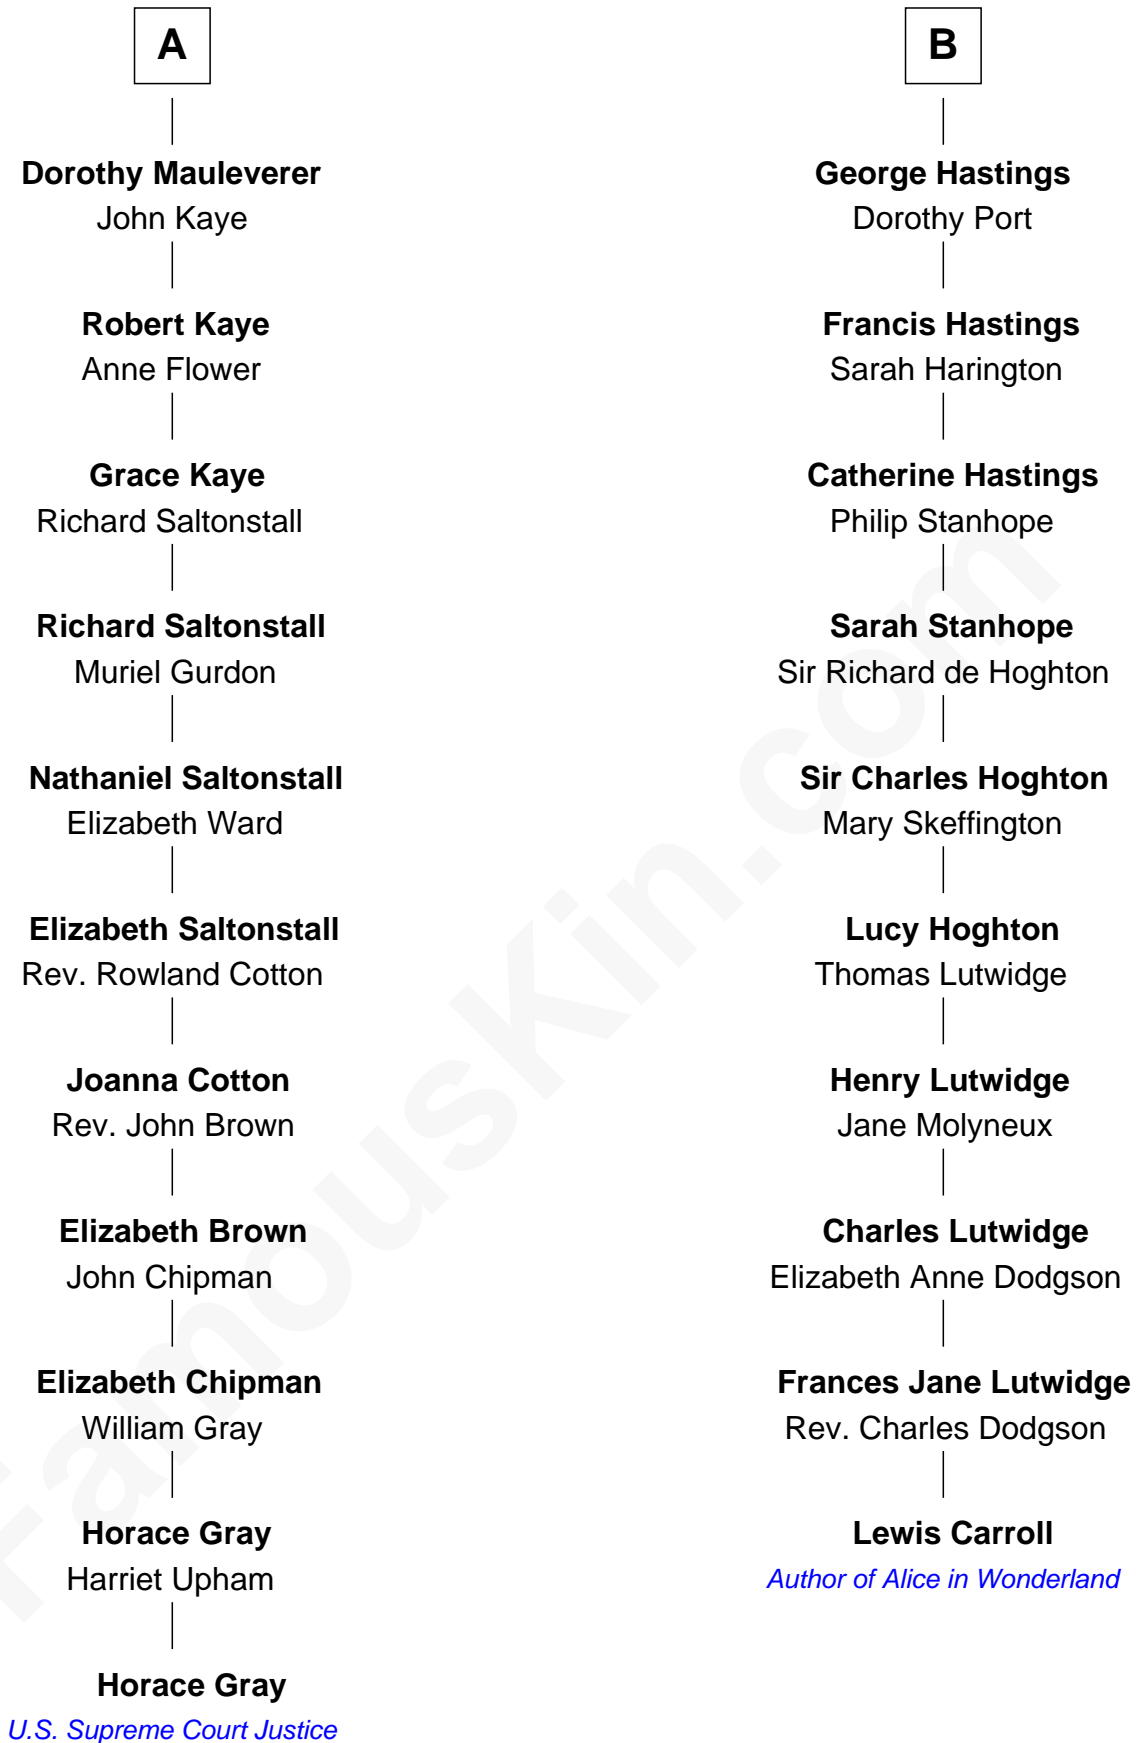 A
Dorothy Mauleverer
John Kaye
Robert Kaye
Anne Flower
Grace Kaye
Richard Saltonstall
Richard Saltonstall
Muriel Gurdon
Nathaniel Saltonstall
Elizabeth Ward
Elizabeth Saltonstall
Rev. Rowland Cotton
Joanna Cotton
Rev. John Brown
Elizabeth Brown
John Chipman
Elizabeth Chipman
William Gray
Horace Gray
Harriet Upham
Horace Gray
U.S. Supreme Court Justice
B
George Hastings
Dorothy Port
Francis Hastings
Sarah Harington
Catherine Hastings
Philip Stanhope
Sarah Stanhope
Sir Richard de Hoghton
Sir Charles Hoghton
Mary Skeffington
Lucy Hoghton
Thomas Lutwidge
Henry Lutwidge
Jane Molyneux
Charles Lutwidge
Elizabeth Anne Dodgson
Frances Jane Lutwidge
Rev. Charles Dodgson
Lewis Carroll
Author of Alice in Wonderland
FamousKin.com